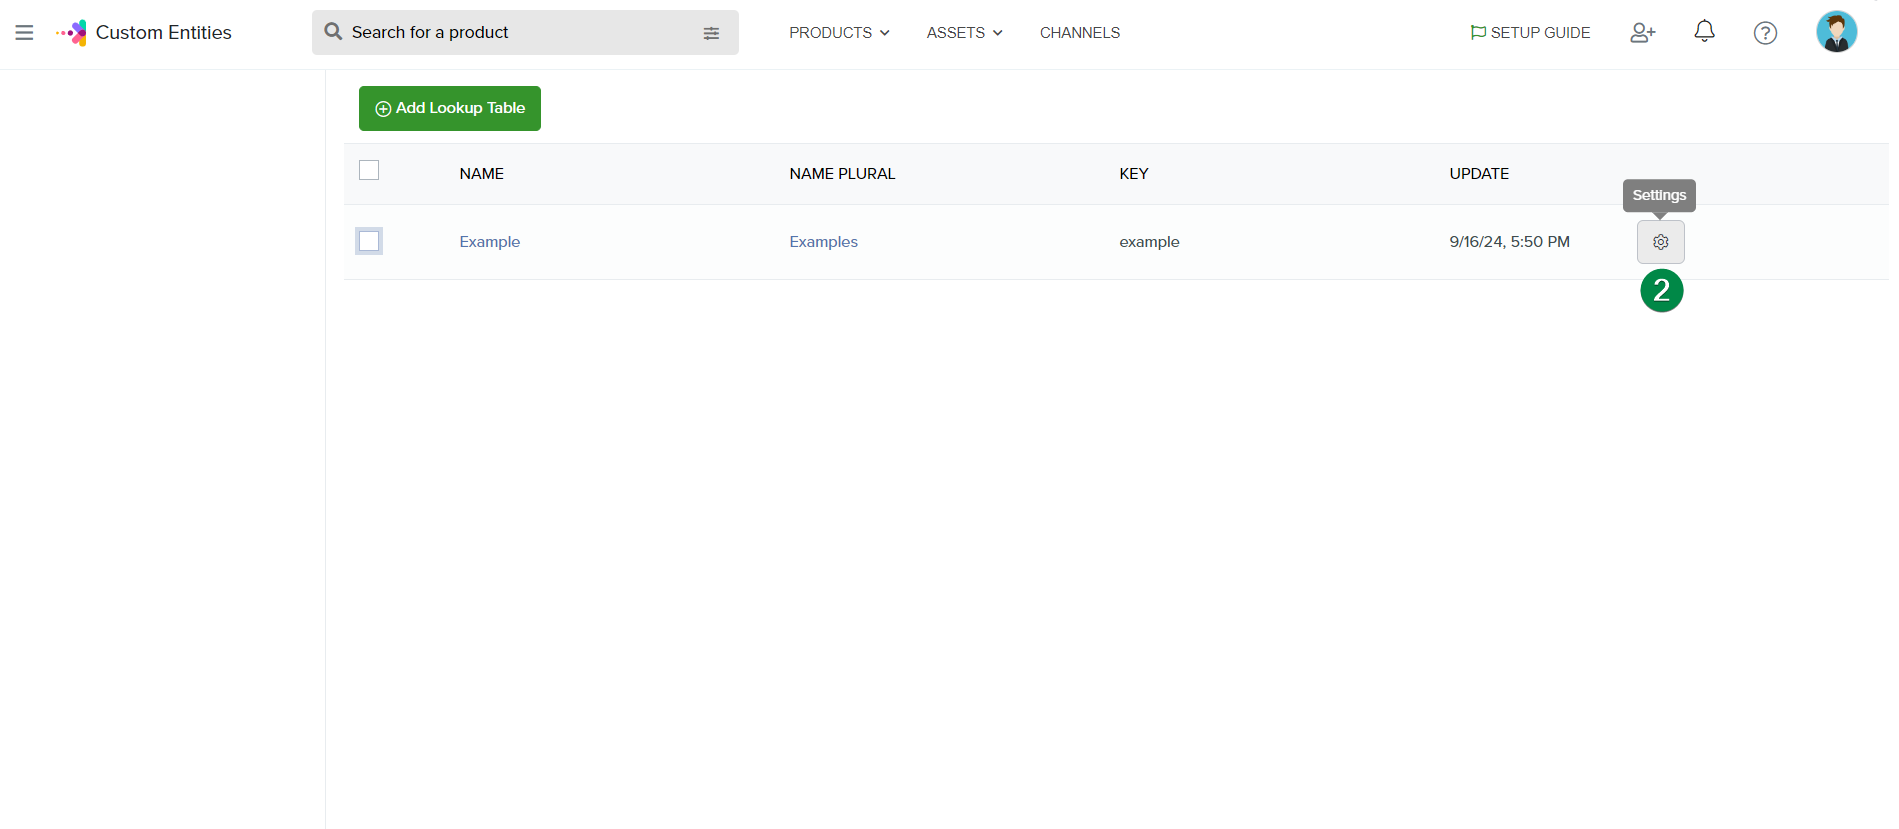 Custom Entities
Search for a product
PRODUCTS
ASSETS
CHANNELS
SETUP GUIDE
Add Lookup Table
NAME
NAME PLURAL
KEY
UPDATE
Settings
Example
Examples
example
9/16/24, 5:50 PM
2